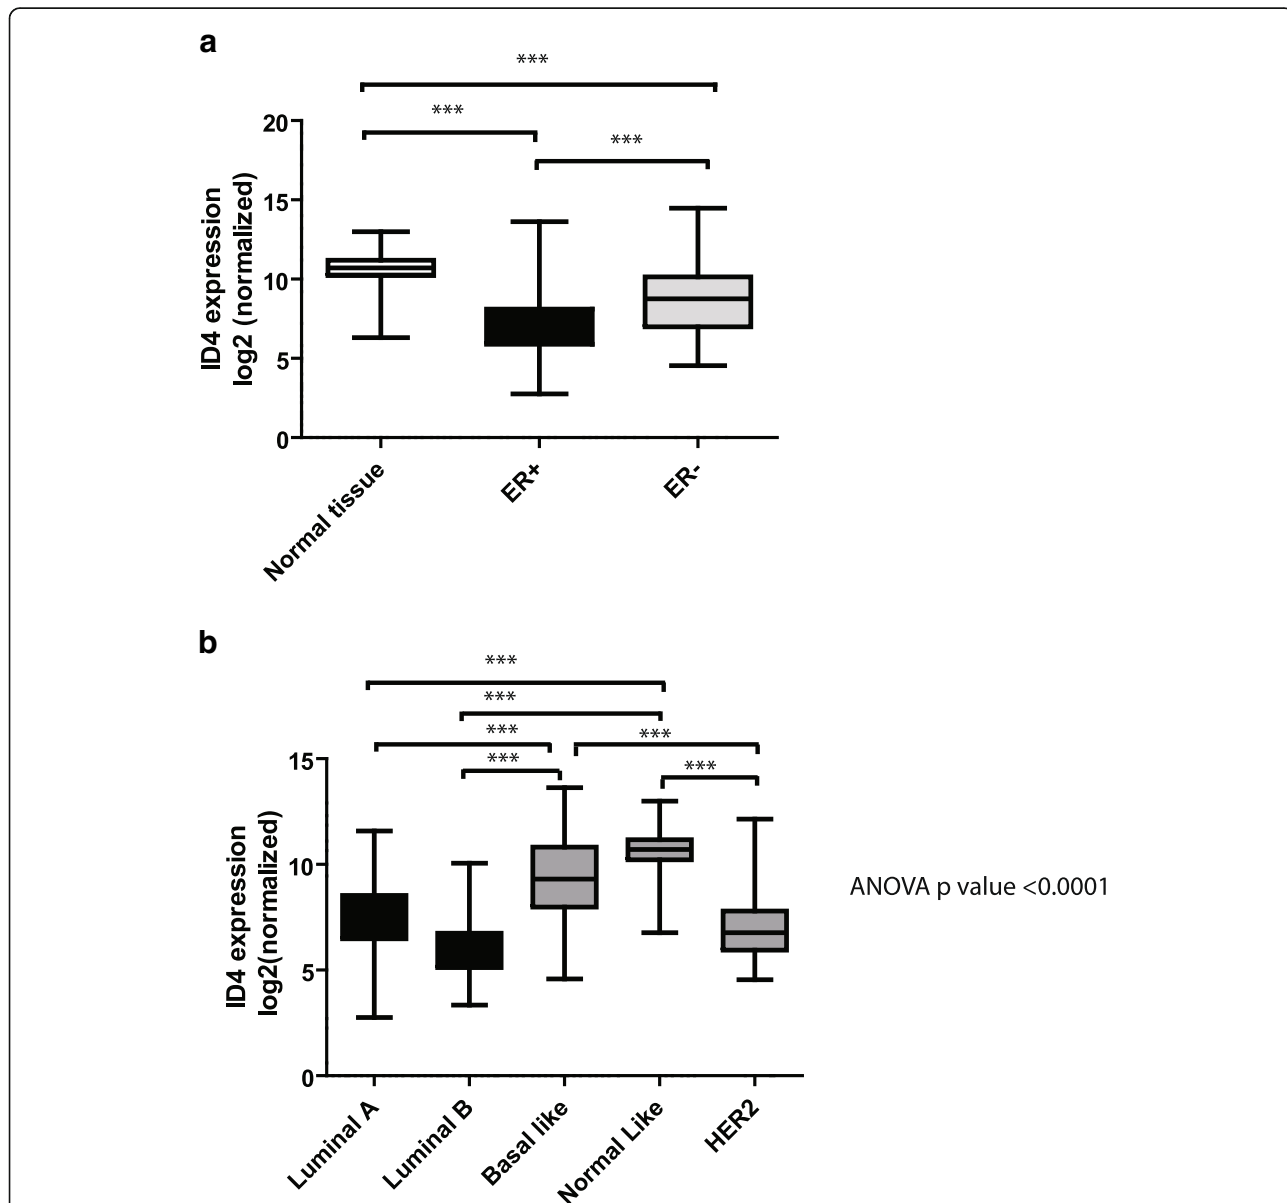 a
***
***
***
20
15
10
5
0
ID4 expression
log2 (normalized)
Normal tissue
ER+
ER-
b
***
***
***
***
***
***
15
10
5
0
ID4 expression
log2(normalized)
ANOVA p value <0.0001
Luminal A
Luminal B
Basal like
Normal Like
HER2